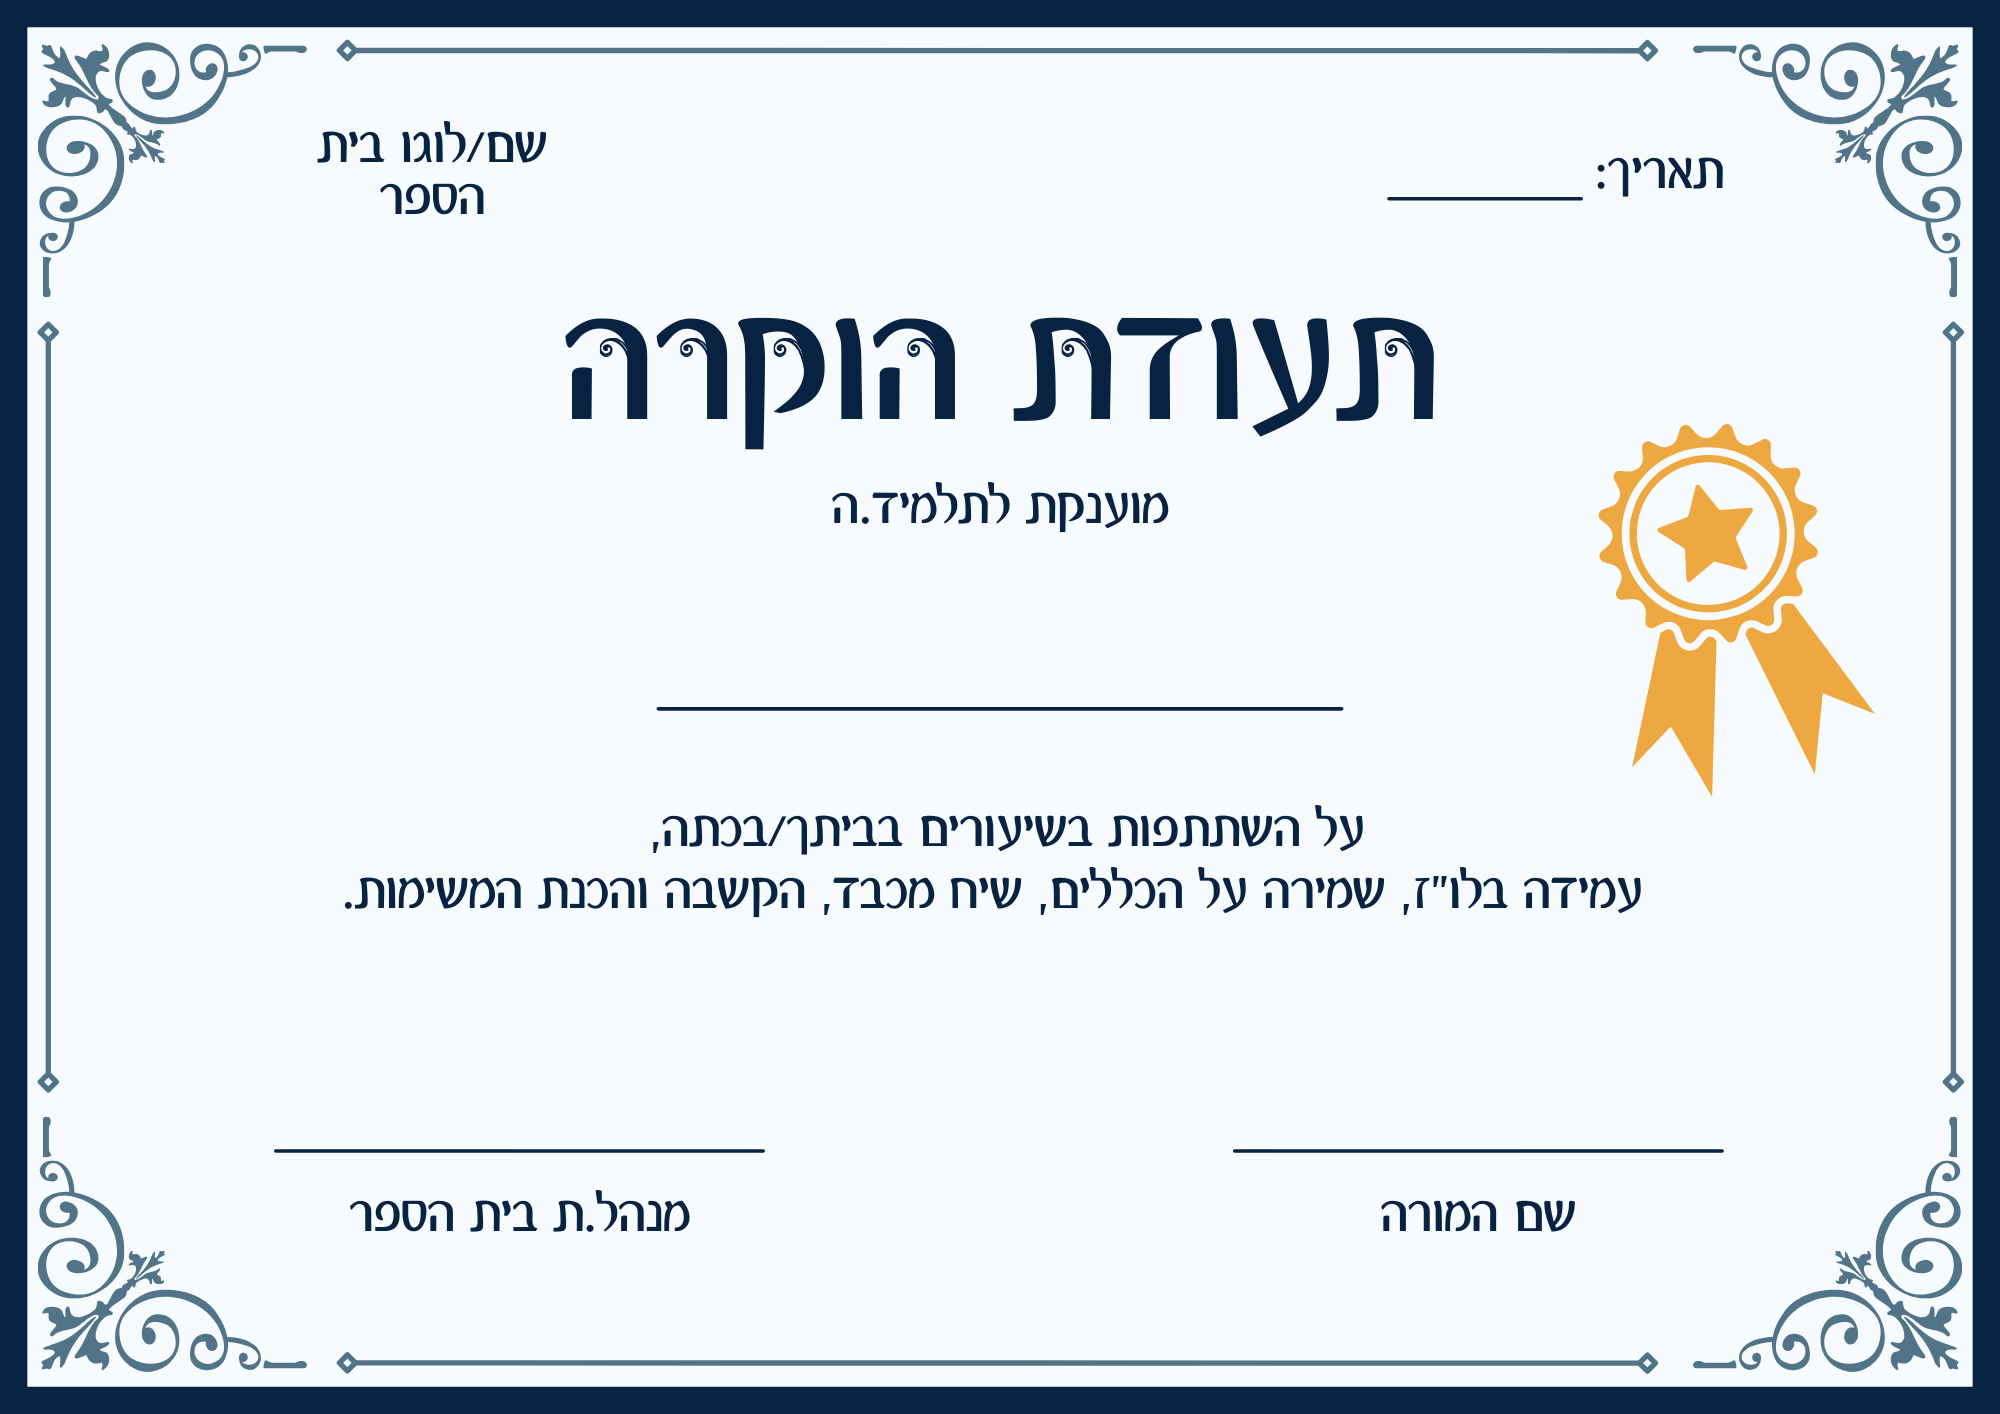 תאריך: ________
שם/לוגו בית
הספר
תעודת הוקרה
מוענקת לתלמיד.ה
על השתתפות בשיעורים בביתך/בכתה,
עמידה בלו"ז, שמירה על הכללים, שיח מכבד, הקשבה והכנת המשימות.
שם המורה
מנהל.ת בית הספר